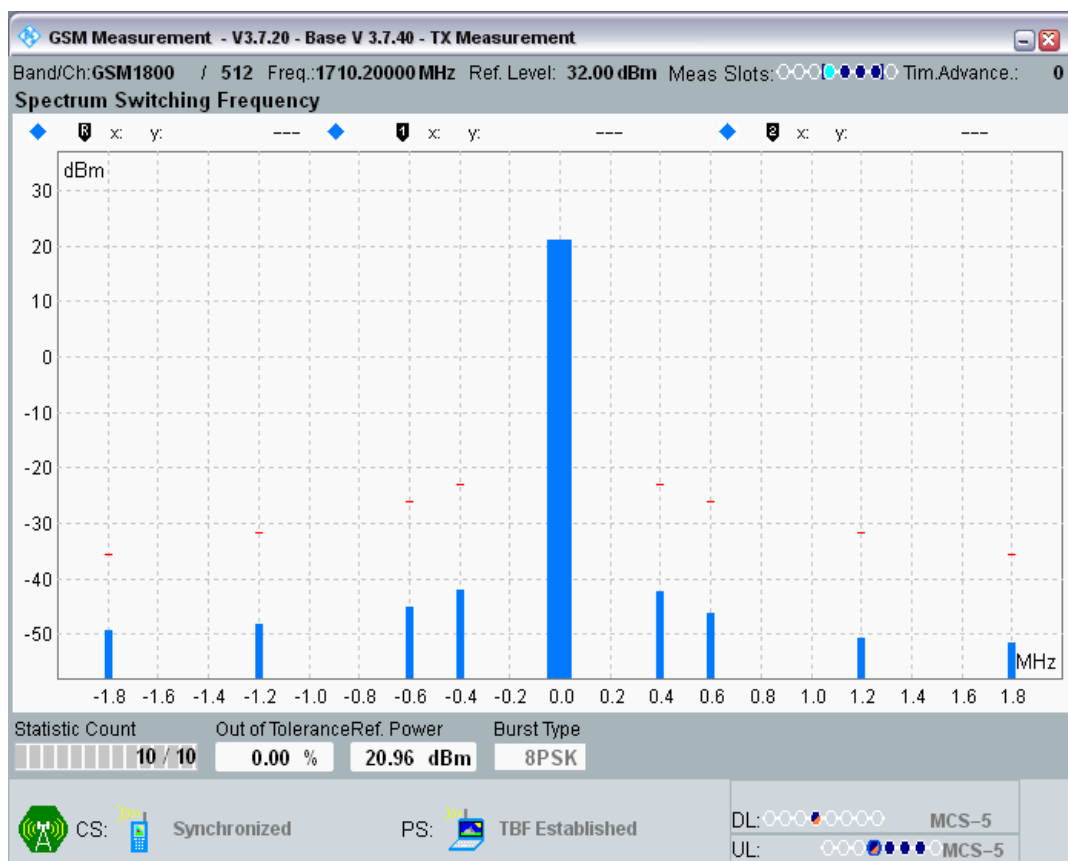 GSM Measurement - V3.7.20 - Base V 3.7.40 - TX Measurement
Band/Ch:GSM1800 / 512 Freq.:1710.20000 MHz Ref. Level: 32.00 dBm Meas Slots: Tim.Advance.: 0
Spectrum Switching Frequency
R x: y: --- 1 x: y: --- 2 x: y: ---
dBm
30
20
10
0
-10
-20
-30
-40
-50
MHz
-1.8 -1.6 -1.4 -1.2 -1.0 -0.8 -0.6 -0.4 -0.2 0.0 0.2 0.4 0.6 0.8 1.0 1.2 1.4 1.6 1.8
Statistic Count Out of Tolerance Ref. Power Burst Type
10 / 10 0.00 % 20.96 dBm 8PSK
CS: Synchronized PS: TBF Established
DL: MCS-5
UL: MCS-5